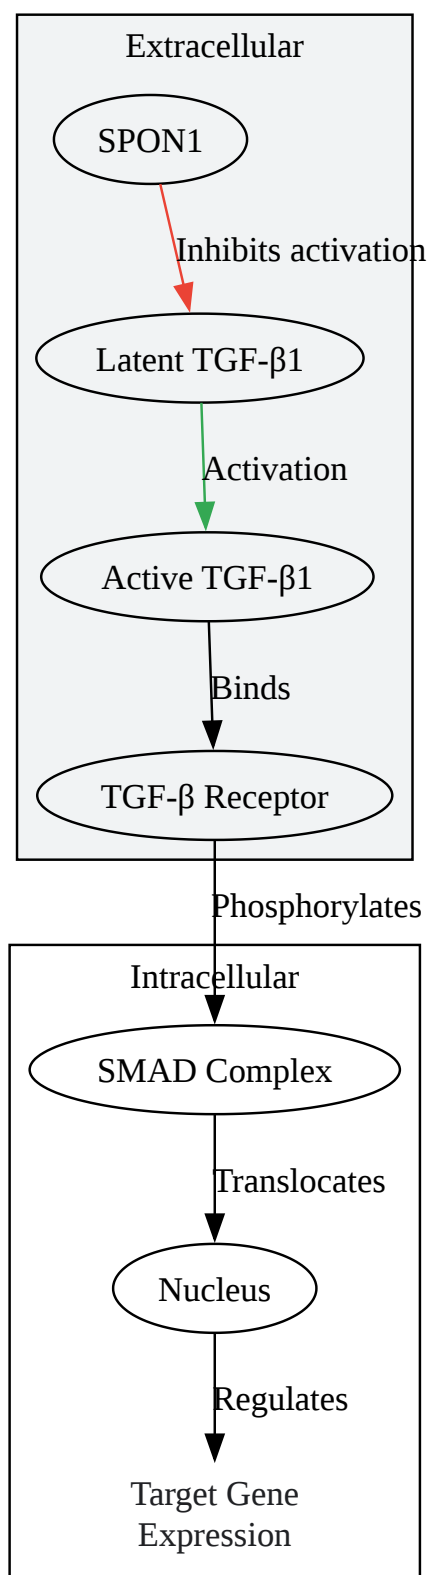 Extracellular
SPON1
Inhibits activation
Latent TGF-β1
Activation
Active TGF-β1
Binds
TGF-β Receptor
Phosphorylates
Intracellular
SMAD Complex
Translocates
Nucleus
Regulates
Target Gene
Expression